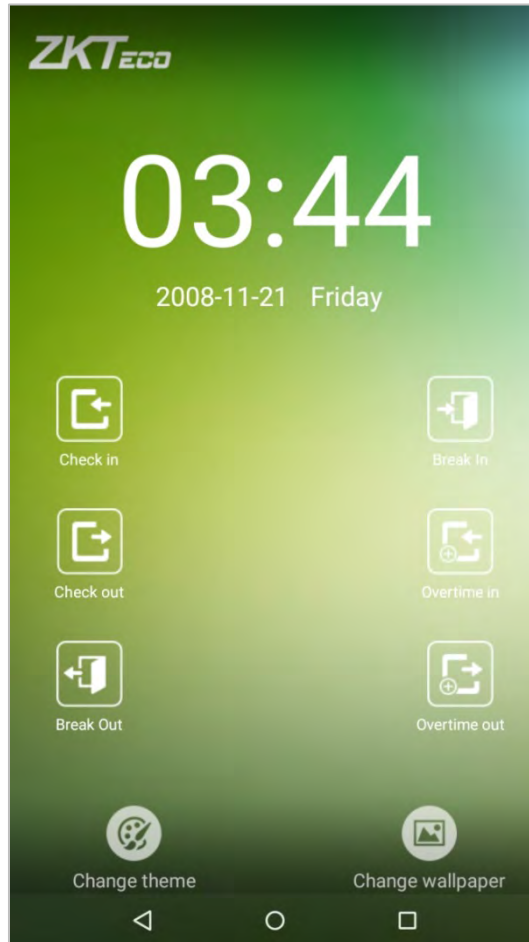 ZKTECO
03:44
2008-11-21 Friday
Check in
Break In
Check out
Overtime in
Break Out
Overtime out
Change theme
Change wallpaper